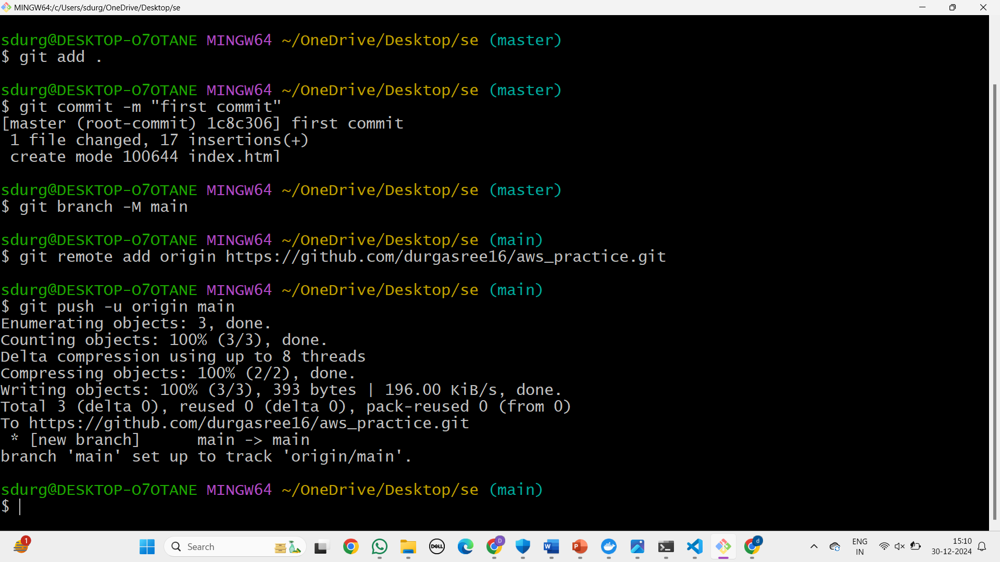 MINGW64:/c/Users/sdurg/OneDrive/Desktop/se
sdurg@DESKTOP-O7OTANE MINGW64 ~/OneDrive/Desktop/se (master)
$ git add .
sdurg@DESKTOP-O7OTANE MINGW64 ~/OneDrive/Desktop/se (master)
$ git commit -m "first commit"
[master (root-commit) 1c8c306] first commit
 1 file changed, 17 insertions(+)
 create mode 100644 index.html
sdurg@DESKTOP-O7OTANE MINGW64 ~/OneDrive/Desktop/se (master)
$ git branch -M main
sdurg@DESKTOP-O7OTANE MINGW64 ~/OneDrive/Desktop/se (main)
$ git remote add origin https://github.com/durgasree16/aws_practice.git
sdurg@DESKTOP-O7OTANE MINGW64 ~/OneDrive/Desktop/se (main)
$ git push -u origin main
Enumerating objects: 3, done.
Counting objects: 100% (3/3), done.
Delta compression using up to 8 threads
Compressing objects: 100% (2/2), done.
Writing objects: 100% (3/3), 393 bytes | 196.00 KiB/s, done.
Total 3 (delta 0), reused 0 (delta 0), pack-reused 0 (from 0)
To https://github.com/durgasree16/aws_practice.git
 * [new branch]      main -> main
branch 'main' set up to track 'origin/main'.
sdurg@DESKTOP-O7OTANE MINGW64 ~/OneDrive/Desktop/se (main)
$
1
Search
DELL
D
W
P
d
ENG
IN
15:10
30-12-2024